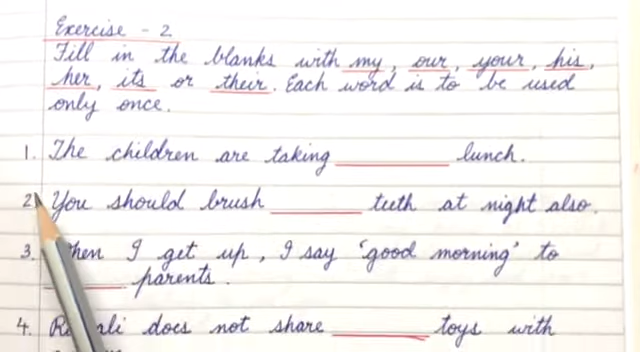 Exercise - 2
Fill in the blanks with my, our, your, his,
her, its or their. Each word is to be used
only once.
1. The children are taking ________ lunch.
2. You should brush ________ teeth at night also.
3. When I get up, I say 'good morning' to
________ parents.
4. does not share ________ toys with